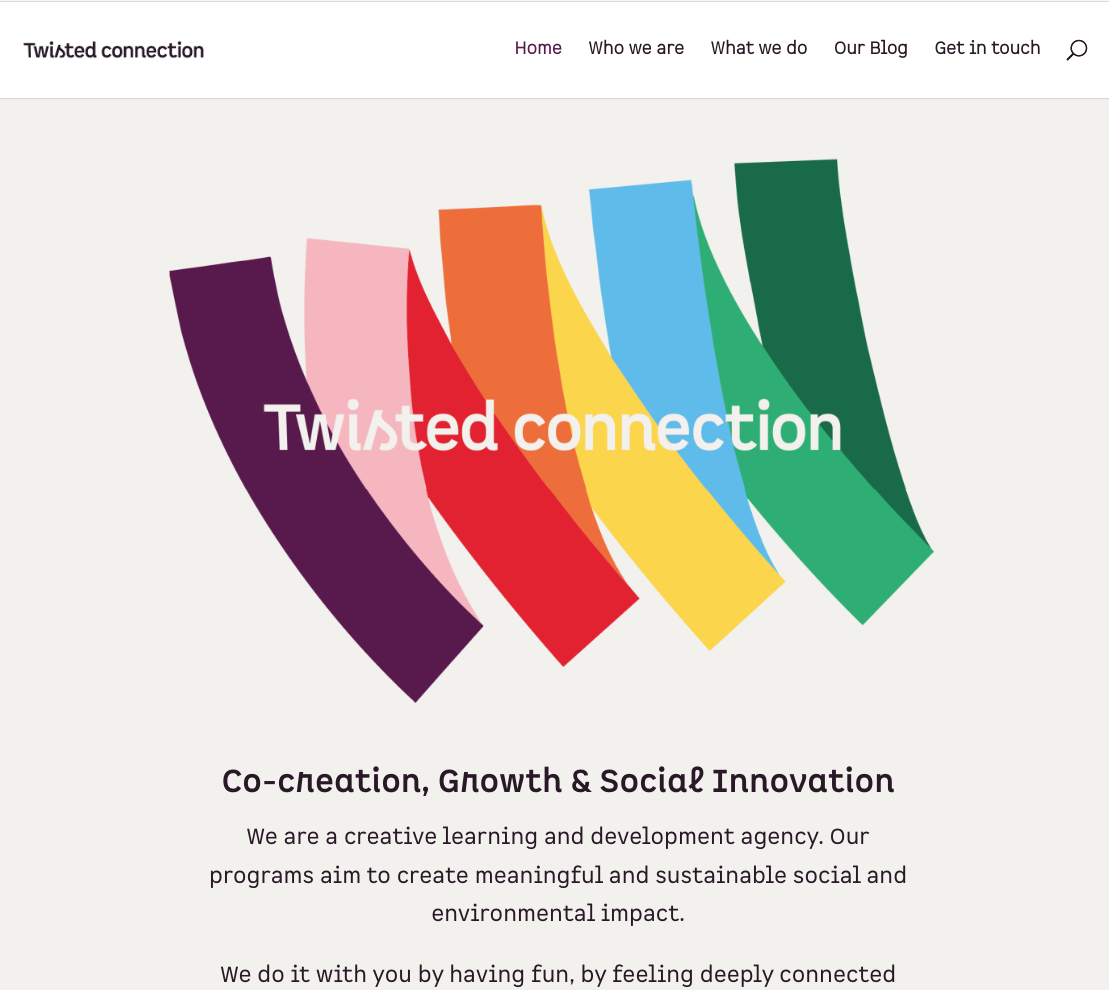 Twisted connection
Home Who we are What we do Our Blog Get in touch
Twisted connection
Co-creation, Growth & Social Innovation
We are a creative learning and development agency. Our
programs aim to create meaningful and sustainable social and
environmental impact.
We do it with you by having fun, by feeling deeply connected